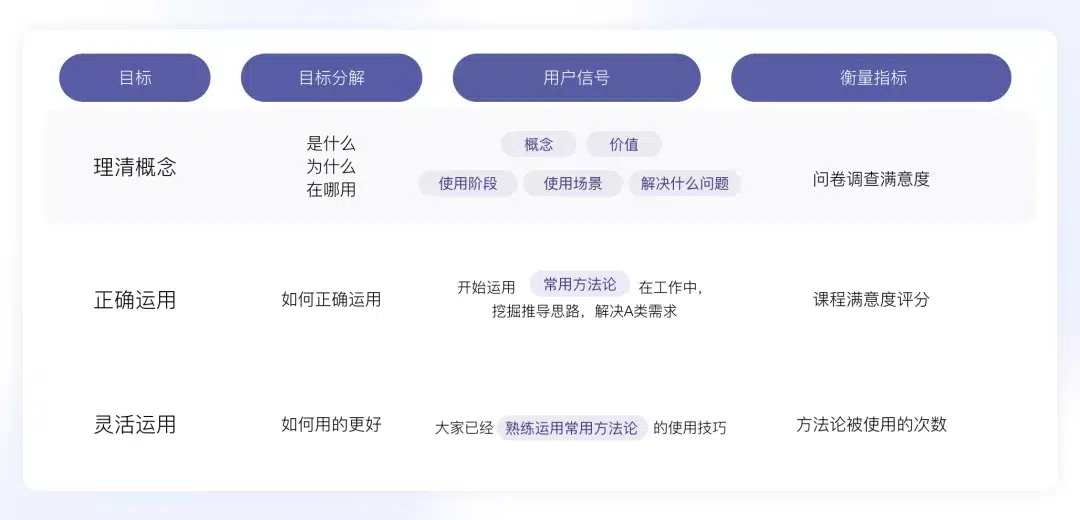 目标 目标分解 用户信号 衡量指标
理清概念
是什么
为什么
在哪用
概念 价值
使用阶段 使用场景 解决什么问题
问卷调查满意度
正确运用
如何正确运用
开始运用 常用方法论 在工作中，
挖掘推导思路，解决A类需求
课程满意度评分
灵活运用
如何用的更好
大家已经 熟练运用常用方法论 的使用技巧
方法论被使用的次数